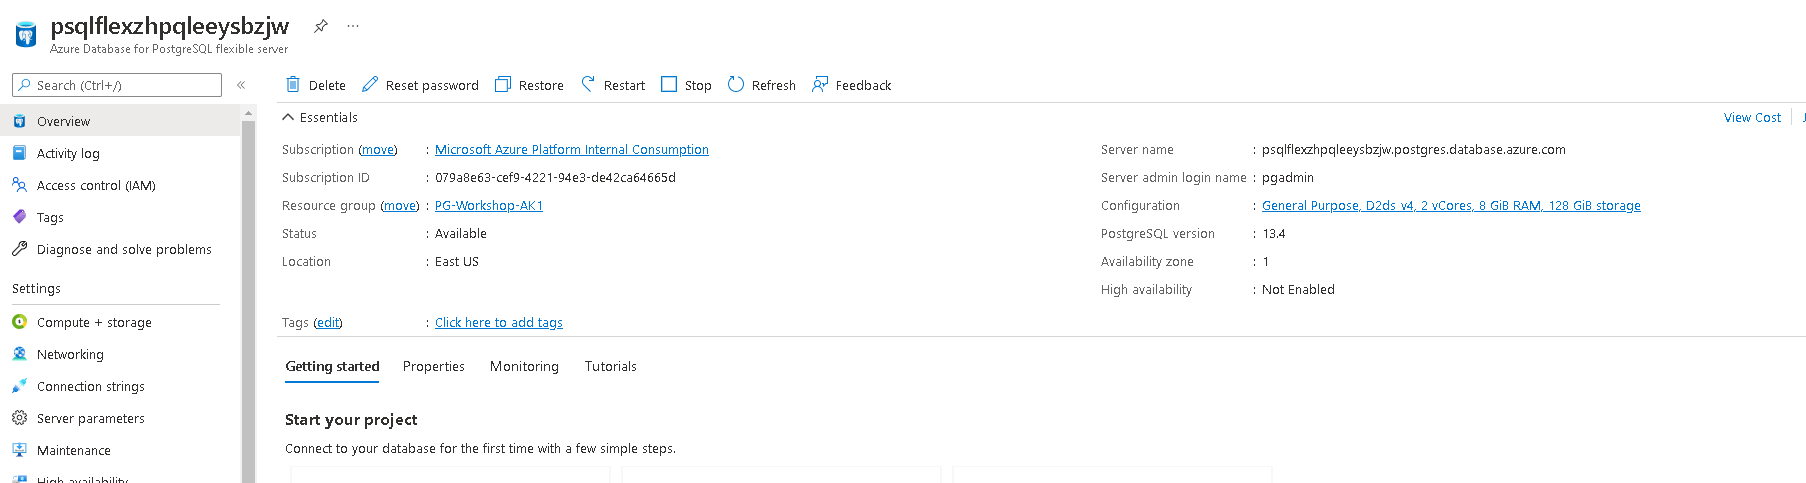 psqlflexzhpqleeysbzjw
Azure Database for PostgreSQL flexible server
Search (Ctrl+/)
«
Delete Reset password Restore Restart Stop Refresh Feedback
Overview
Activity log
Access control (IAM)
Tags
Diagnose and solve problems
Settings
Compute + storage
Networking
Connection strings
Server parameters
Maintenance
High availability
Essentials
View Cost
Subscription (move) : Microsoft Azure Platform Internal Consumption
Subscription ID : 079a8e63-cef9-4221-94e3-de42ca64665d
Resource group (move) : PG-Workshop-AK1
Status : Available
Location : East US
Server name : psqlflexzhpqleeysbzjw.postgres.database.azure.com
Server admin login name : pgadmin
Configuration : General Purpose, D2ds_v4, 2 vCores, 8 GiB RAM, 128 GiB storage
PostgreSQL version : 13.4
Availability zone : 1
High availability : Not Enabled
Tags (edit) : Click here to add tags
Getting started Properties Monitoring Tutorials
Start your project
Connect to your database for the first time with a few simple steps.